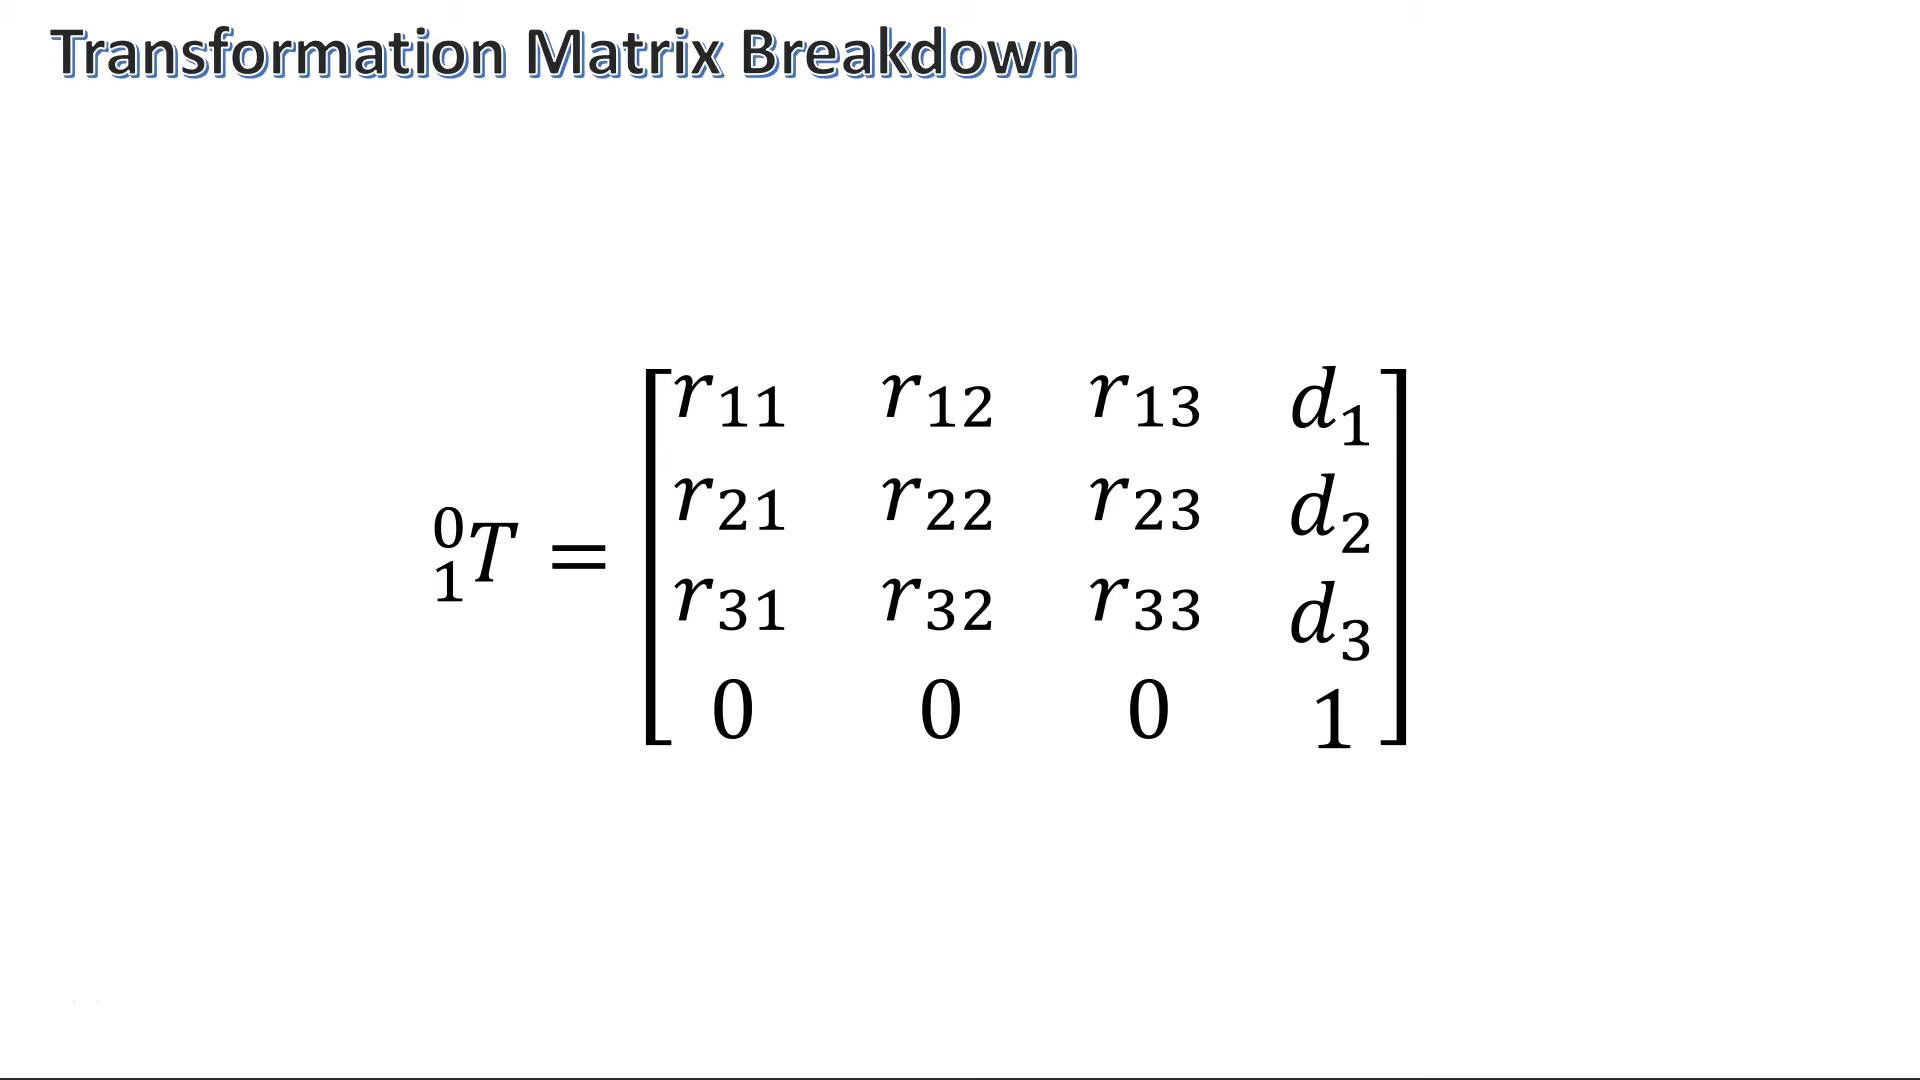 Transformation Matrix Breakdown
r₁₁ r₁₂ r₁₃ d₁
r₂₁ r₂₂ r₂₃ d₂
⁰₁T =
r₃₁ r₃₂ r₃₃ d₃
0 0 0 1